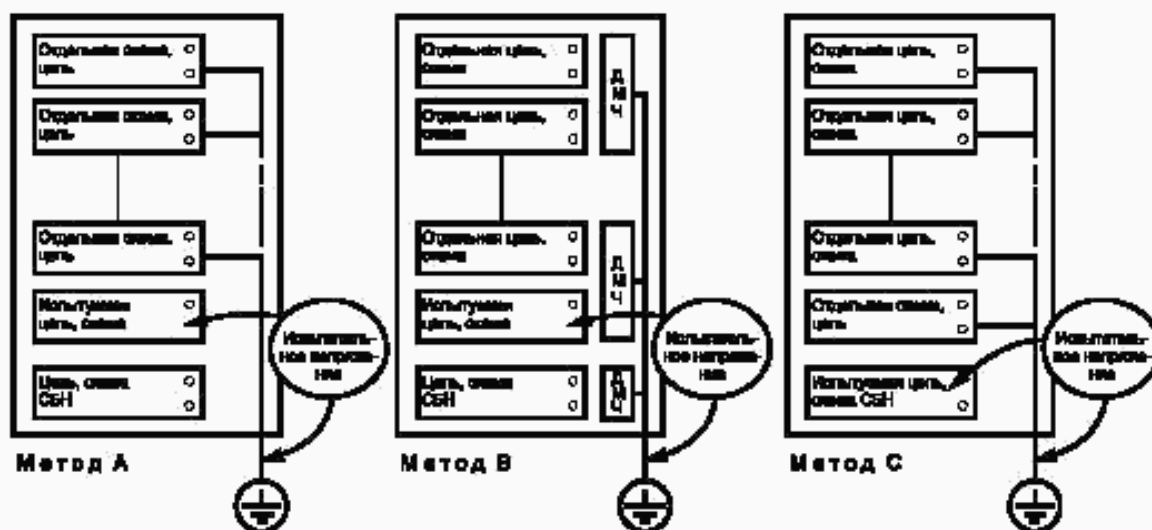 Отдельная схема,
цепь
Отдельная схема,
цепь
Отдельная схема,
цепь
Испытуемая
цепь, схема
Цепь, схема
СБН
Испытатель-
ное напряже-
ние
Метод A
Отдельная цепь,
схема
Отдельная цепь,
схема
Отдельная цепь,
схема
Испытуемая
цепь, схема
Цепь, схема
СБН
Д
М
Ч
Д
М
Ч
Д
М
Ч
Испытатель-
ное напряже-
ние
Метод B
Отдельная цепь,
схема
Отдельная цепь,
схема
Отдельная цепь,
схема
Отдельная схема,
цепь
Испытуемая цепь,
схема СБН
Испытатель-
ное напряже-
ние
Метод C